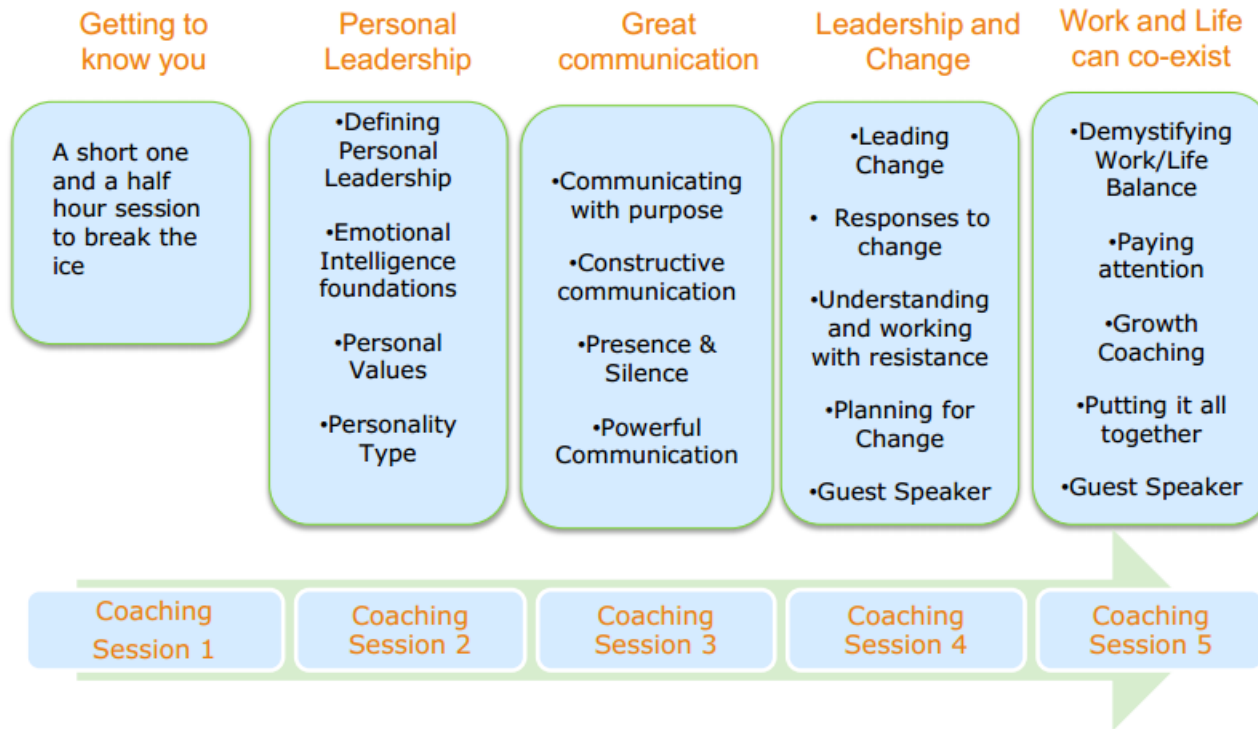 Getting to
know you
A short one
and a half
hour session
to break the
ice
Personal
Leadership
•Defining
Personal
Leadership
•Emotional
Intelligence
foundations
•Personal
Values
•Personality
Type
Great
communication
•Communicating
with purpose
•Constructive
communication
•Presence &
Silence
•Powerful
Communication
Leadership and
Change
•Leading
Change
• Responses to
change
•Understanding
and working
with resistance
•Planning for
Change
•Guest Speaker
Work and Life
can co-exist
•Demystifying
Work/Life
Balance
•Paying
attention
•Growth
Coaching
•Putting it all
together
•Guest Speaker
Coaching
Session 1
Coaching
Session 2
Coaching
Session 3
Coaching
Session 4
Coaching
Session 5